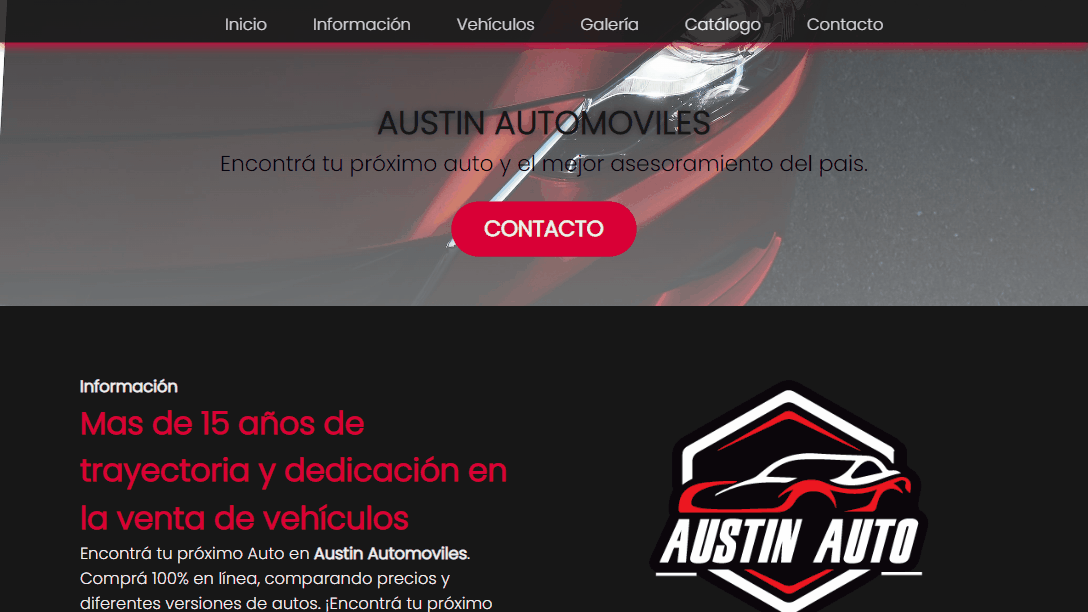 Inicio Información Vehículos Galería Catálogo Contacto
AUSTIN AUTOMOVILES
Encontrá tu próximo auto y el mejor asesoramiento del pais.
CONTACTO
Información
Mas de 15 años de
trayectoria y dedicación en
la venta de vehículos
Encontrá tu próximo Auto en Austin Automoviles.
Comprá 100% en línea, comparando precios y
diferentes versiones de autos. ¡Encontrá tu próximo
AUSTIN AUTO